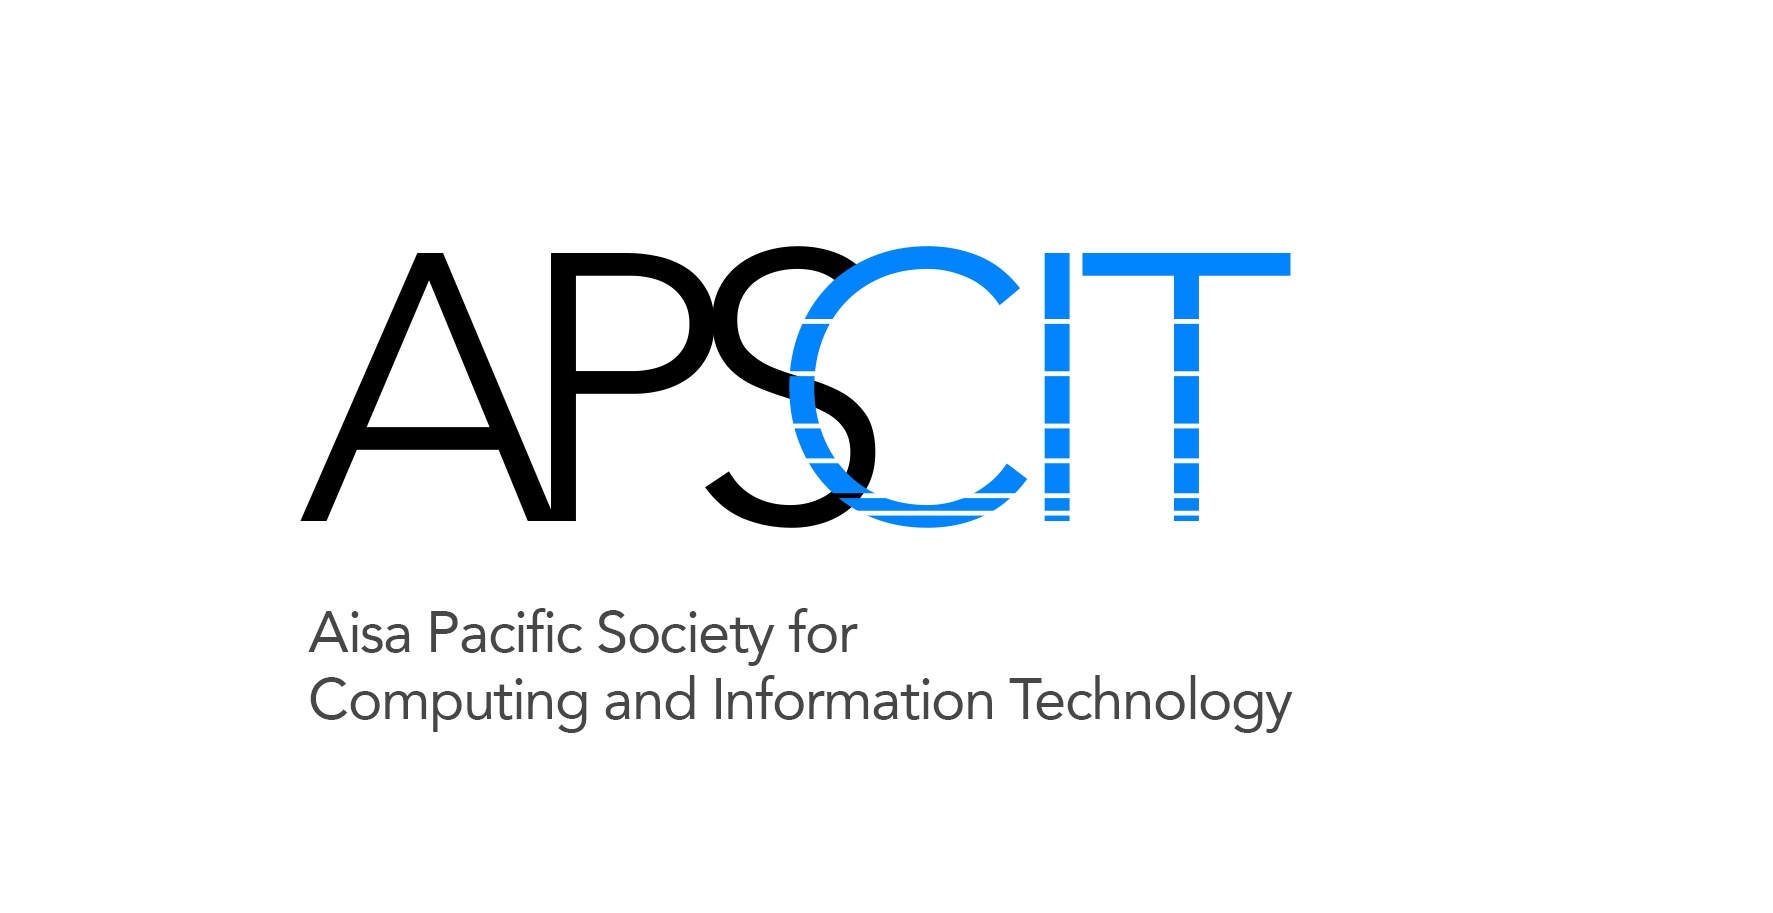 APSCIT
Aisa Pacific Society for
Computing and Information Technology